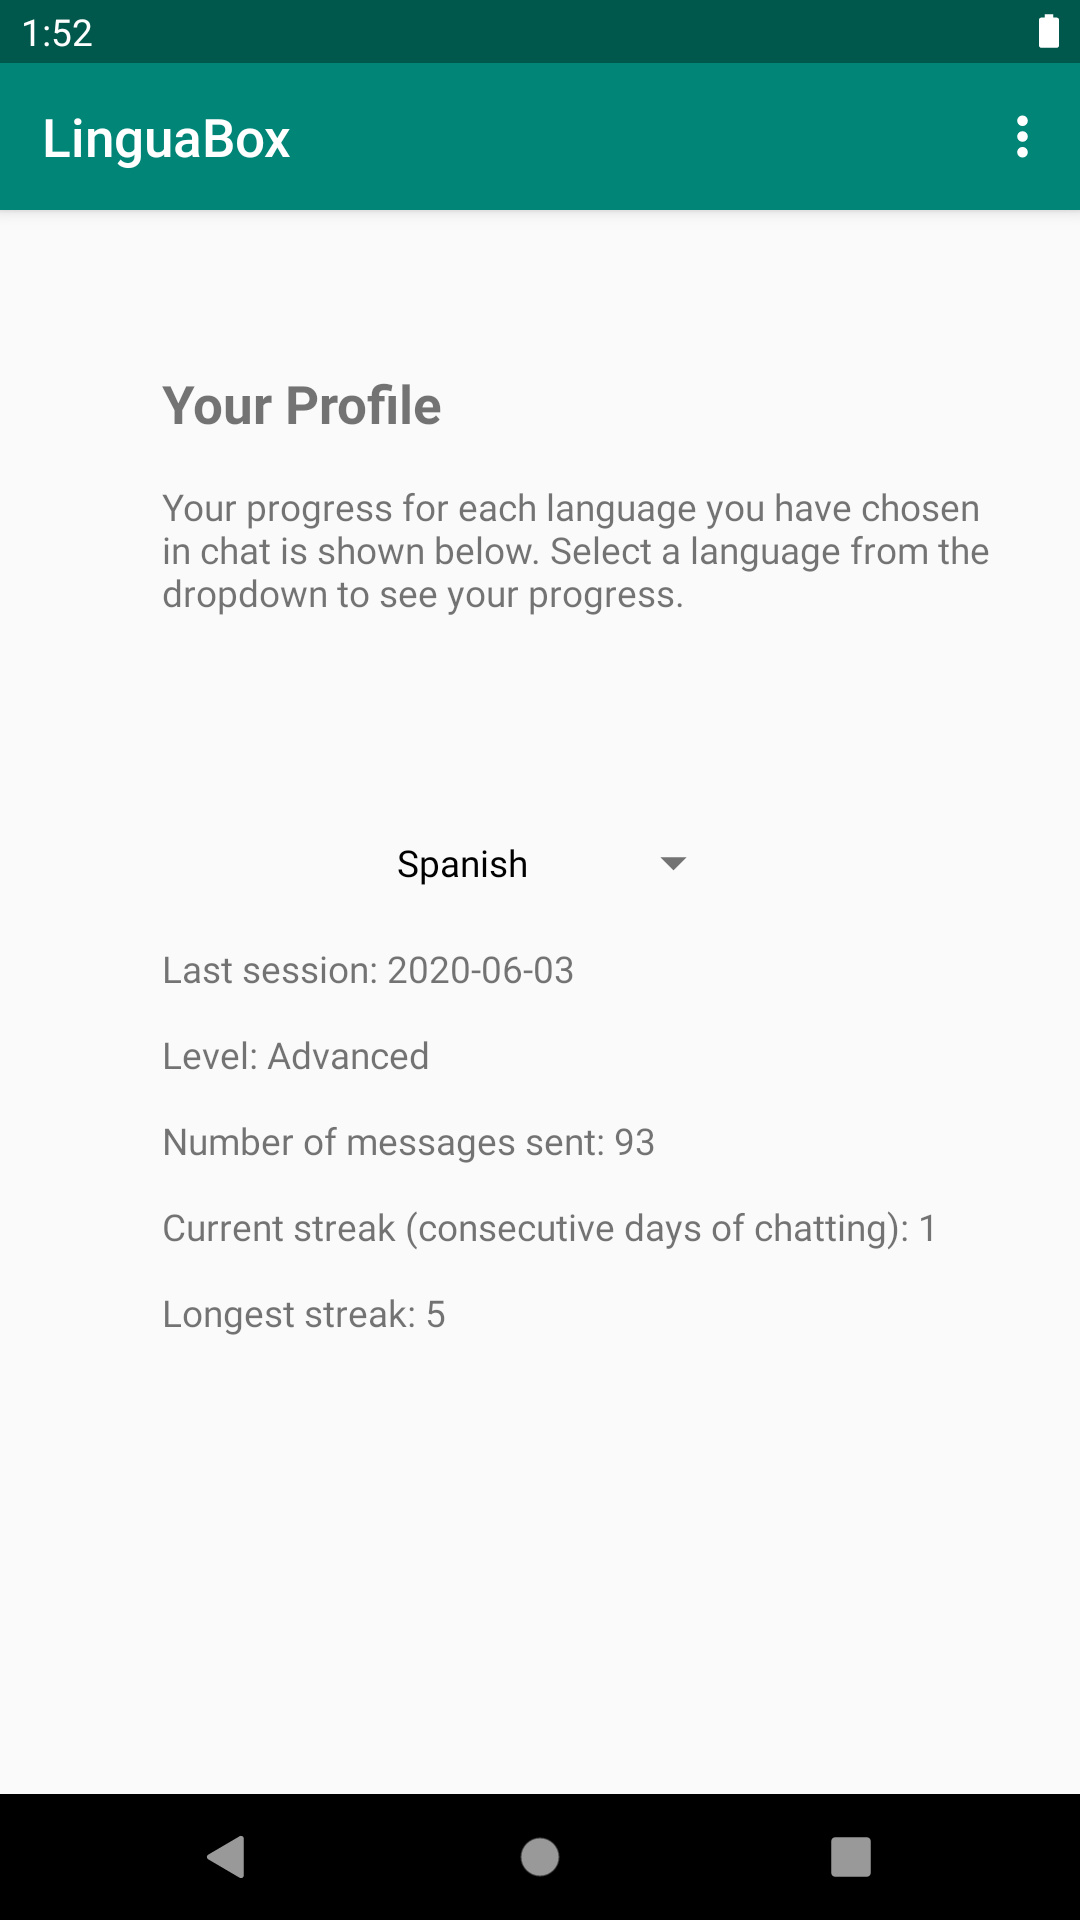 1:52
LinguaBox
Your Profile
Your progress for each language you have chosen
in chat is shown below. Select a language from the
dropdown to see your progress.
Spanish
Last session: 2020-06-03
Level: Advanced
Number of messages sent: 93
Current streak (consecutive days of chatting): 1
Longest streak: 5